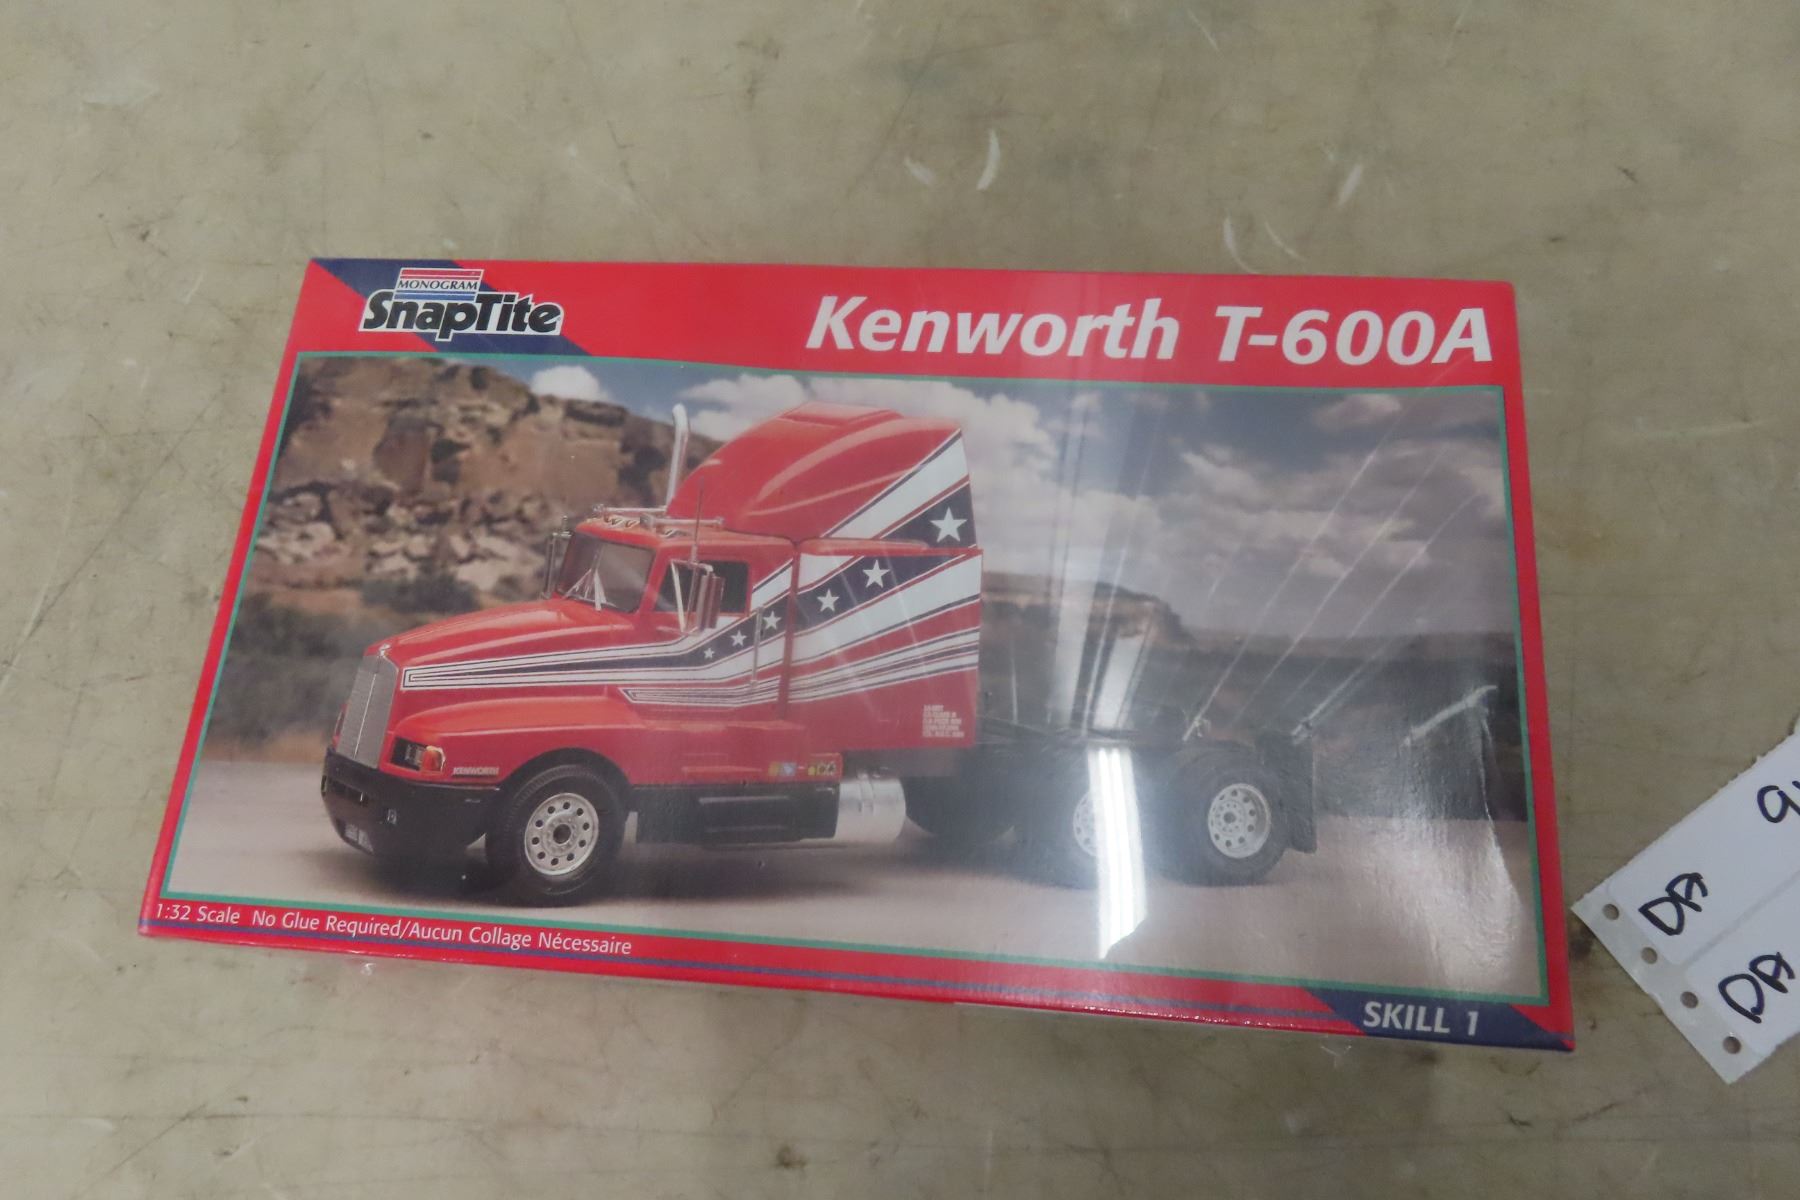 MONOGRAM
SnapTite
Kenworth T-600A
KENWORTH
1:32 Scale No Glue Required/Aucun Collage Nécessaire
SKILL 1
DA
DA